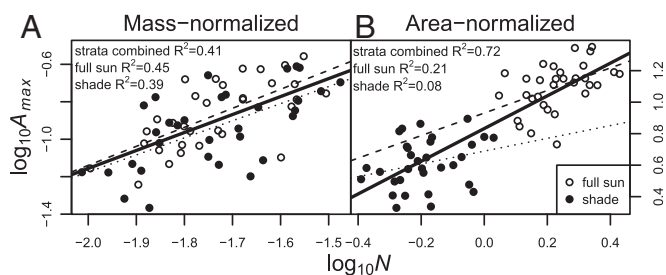 A Mass−normalized
B Area−normalized
strata combined R²=0.41
full sun R²=0.45
shade R²=0.39
strata combined R²=0.72
full sun R²=0.21
shade R²=0.08
log₁₀Aₘₐₓ
−0.6
−1.0
−1.4
1.2
1.0
0.8
0.6
0.4
full sun
shade
−2.0 −1.9 −1.8 −1.7 −1.6 −1.5
−0.4 −0.2 0.0 0.2 0.4
log₁₀N